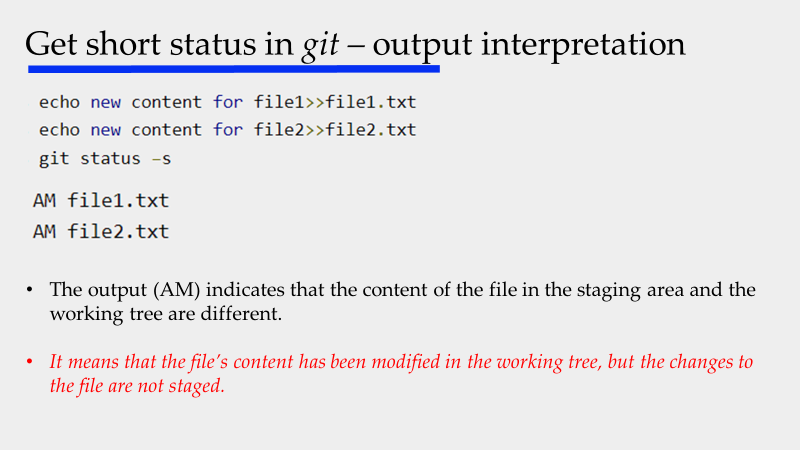 Get short status in git – output interpretation
echo new content for file1>>file1.txt
echo new content for file2>>file2.txt
git status –s
AM file1.txt
AM file2.txt
• The output (AM) indicates that the content of the file in the staging area and the
working tree are different.
• It means that the file’s content has been modified in the working tree, but the changes to
the file are not staged.